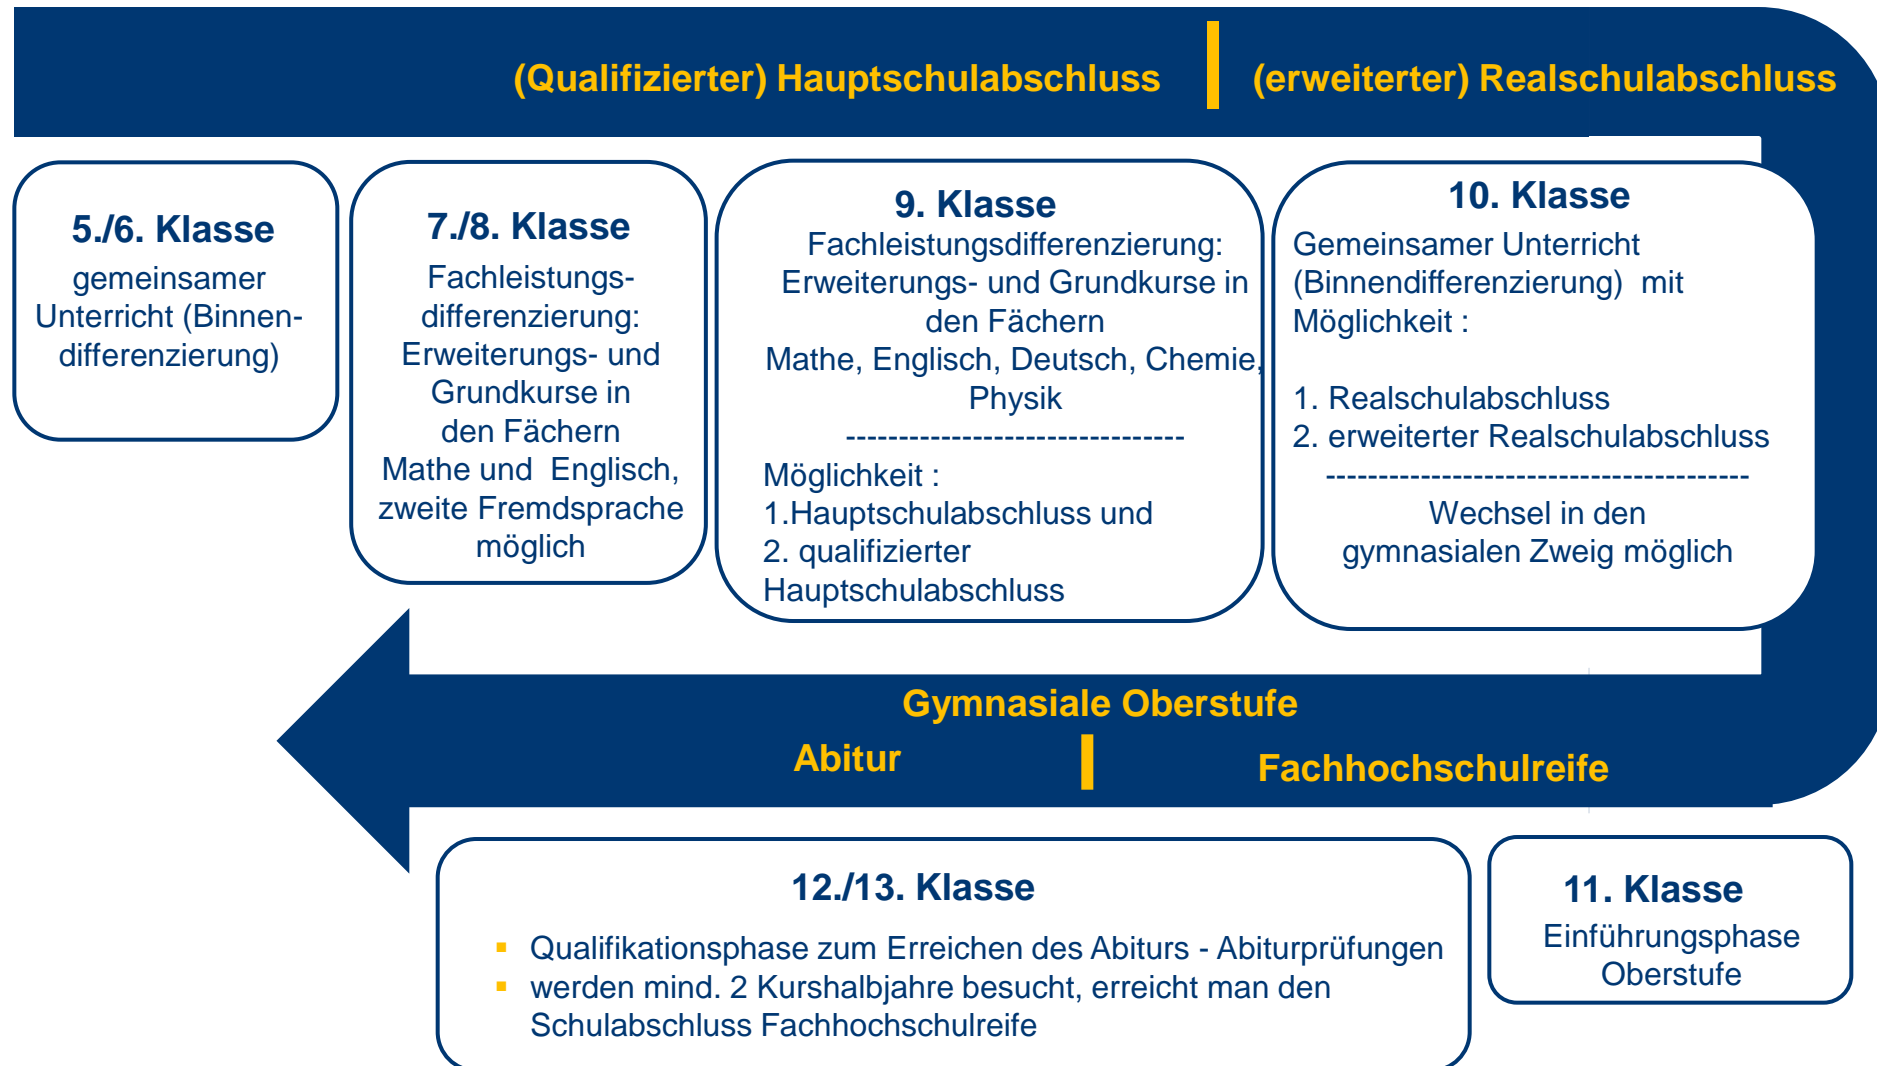 (Qualifizierter) Hauptschulabschluss
(erweiterter) Realschulabschluss
5./6. Klasse
gemeinsamer
Unterricht (Binnen-
differenzierung)
7./8. Klasse
Fachleistungs-
differenzierung:
Erweiterungs- und
Grundkurse in
den Fächern
Mathe und Englisch,
zweite Fremdsprache
möglich
9. Klasse
Fachleistungsdifferenzierung:
Erweiterungs- und Grundkurse in
den Fächern
Mathe, Englisch, Deutsch, Chemie,
Physik
--------------------------------
Möglichkeit :
1.Hauptschulabschluss und
2. qualifizierter
Hauptschulabschluss
10. Klasse
Gemeinsamer Unterricht
(Binnendifferenzierung) mit
Möglichkeit :
1. Realschulabschluss
2. erweiterter Realschulabschluss
----------------------------------------
Wechsel in den
gymnasialen Zweig möglich
Gymnasiale Oberstufe
Abitur
Fachhochschulreife
12./13. Klasse
▪ Qualifikationsphase zum Erreichen des Abiturs - Abiturprüfungen
▪ werden mind. 2 Kurshalbjahre besucht, erreicht man den
Schulabschluss Fachhochschulreife
11. Klasse
Einführungsphase
Oberstufe